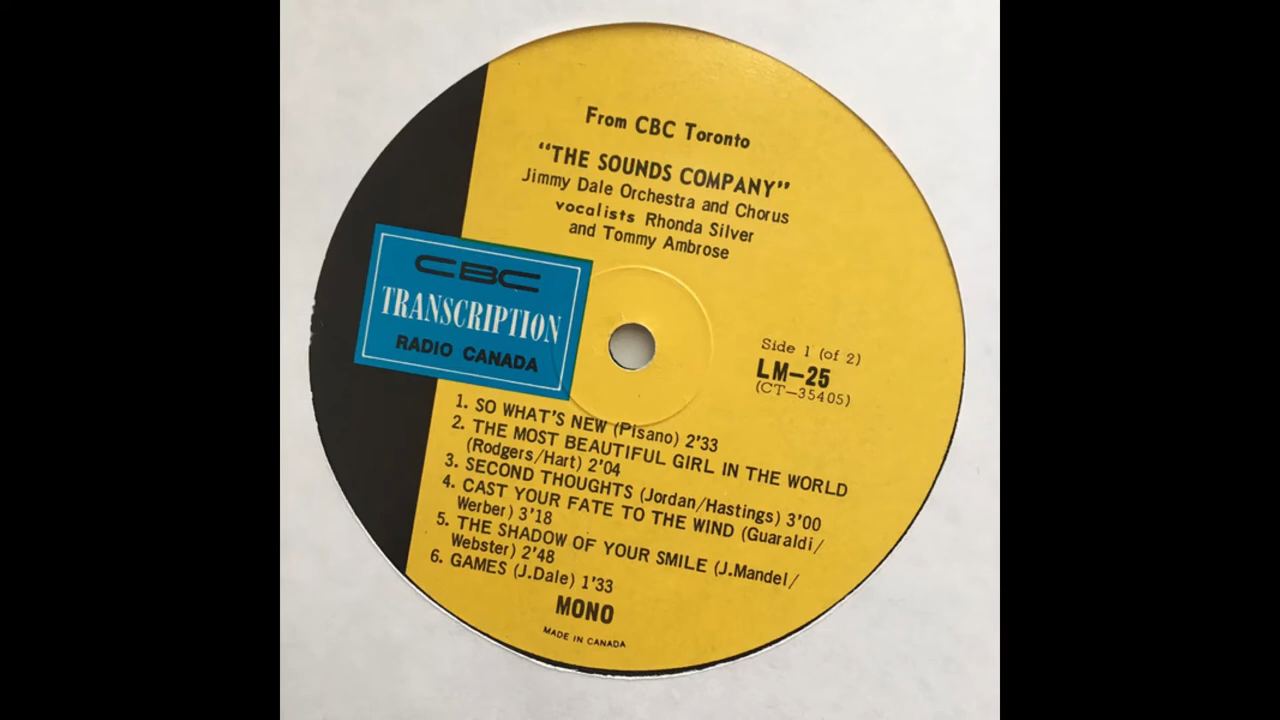 From CBC Toronto
“THE SOUNDS COMPANY”
Jimmy Dale Orchestra and Chorus
vocalists Rhonda Silver
and Tommy Ambrose
CBC
TRANSCRIPTION
RADIO CANADA
Side 1 (of 2)
LM—25
(CT—35405)
1. SO WHAT'S NEW (Pisano) 2'33
2. THE MOST BEAUTIFUL GIRL IN THE WORLD
(Rodgers/Hart) 2'04
3. SECOND THOUGHTS (Jordan/Hastings) 3'00
4. CAST YOUR FATE TO THE WIND (Guaraldi/
Werber) 3'18
5. THE SHADOW OF YOUR SMILE (J.Mandel/
Webster) 2'48
6. GAMES (J.Dale) 1'33
MONO
MADE IN CANADA